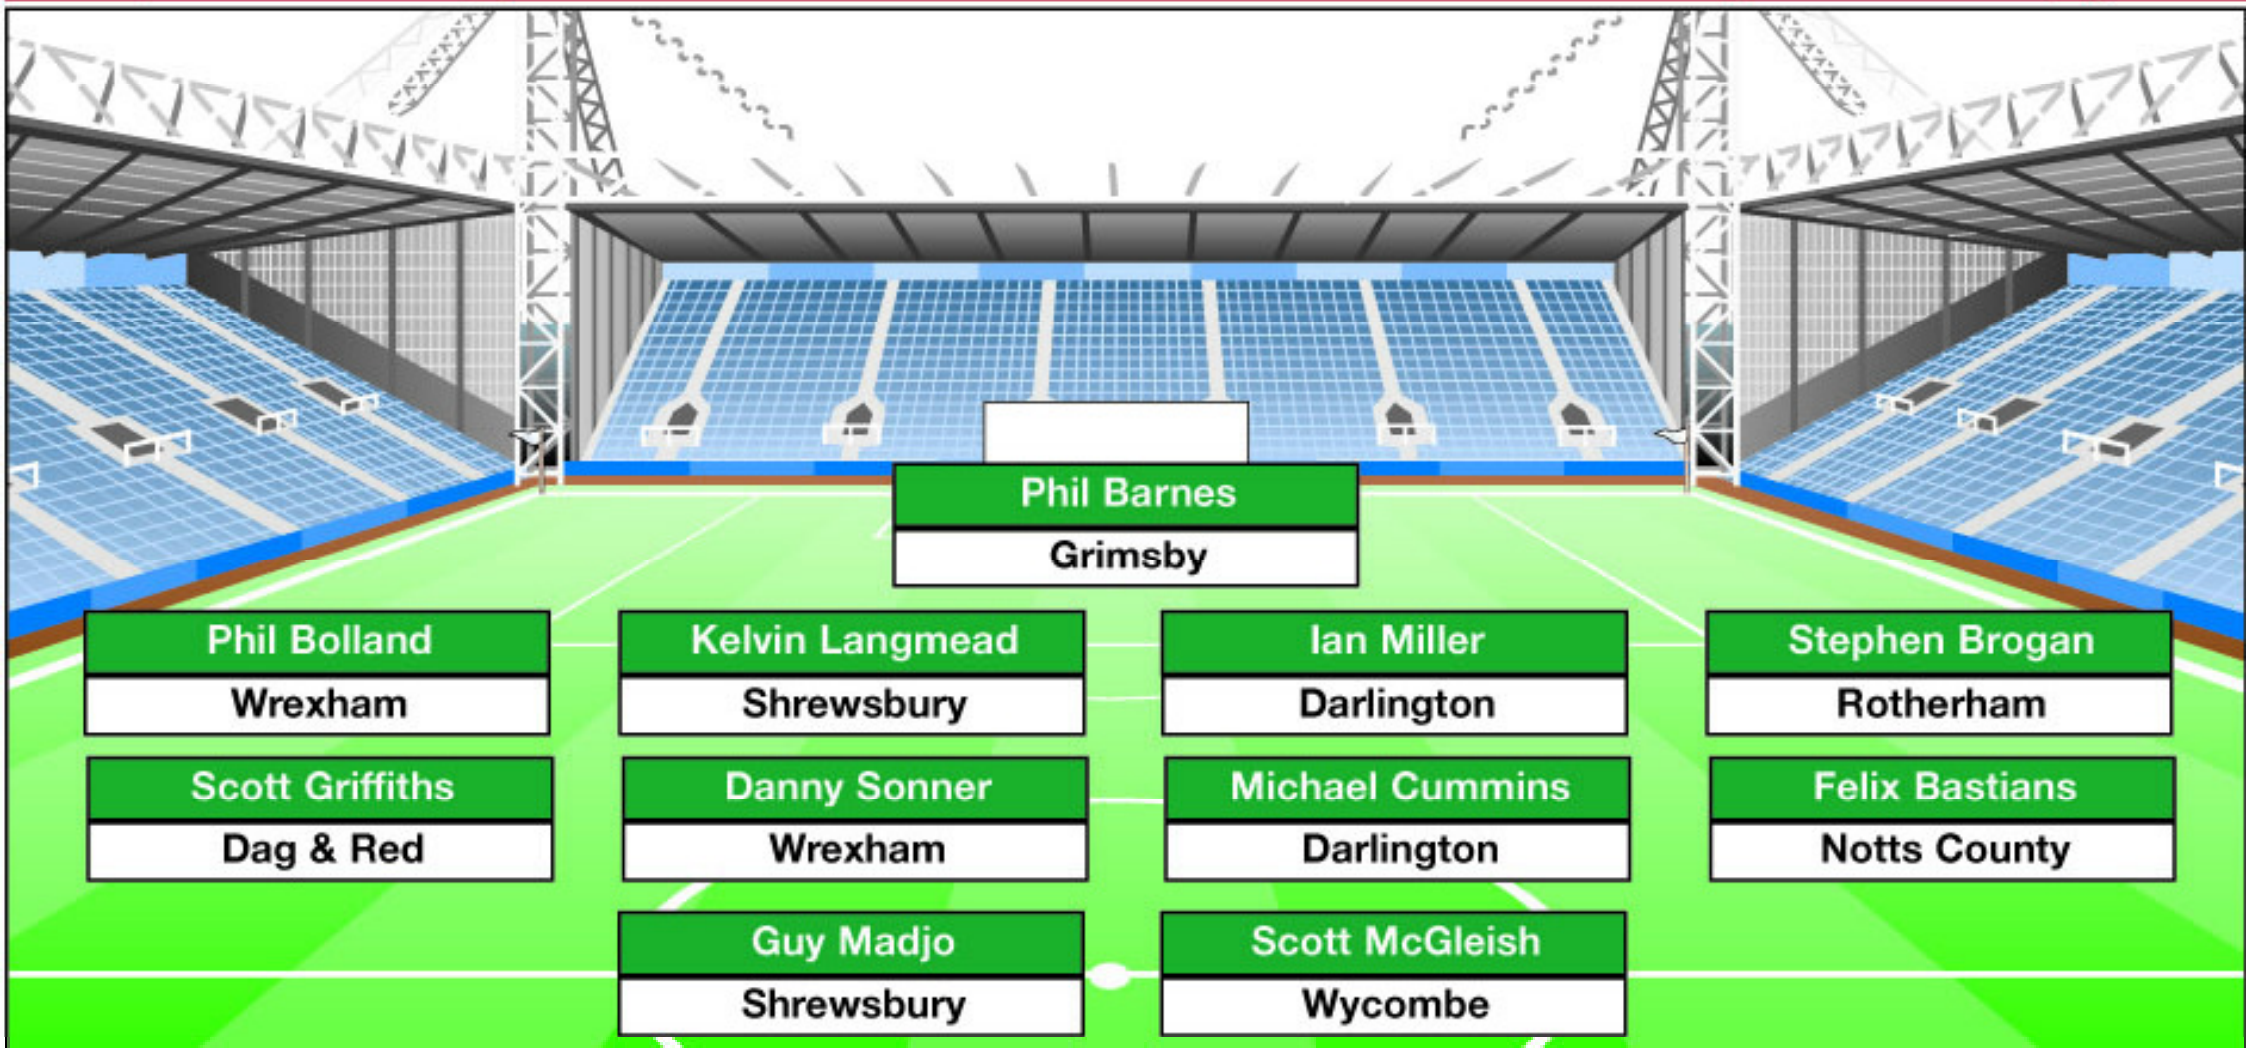 Phil Barnes
Grimsby
Phil Bolland
Wrexham
Kelvin Langmead
Shrewsbury
Ian Miller
Darlington
Stephen Brogan
Rotherham
Scott Griffiths
Dag & Red
Danny Sonner
Wrexham
Michael Cummins
Darlington
Felix Bastians
Notts County
Guy Madjo
Shrewsbury
Scott McGleish
Wycombe